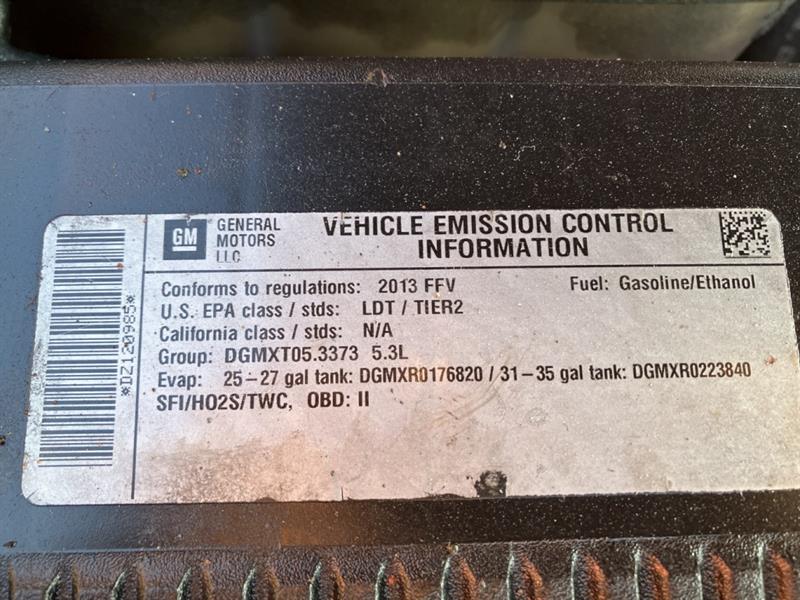 GM GENERAL MOTORS LLC
VEHICLE EMISSION CONTROL
INFORMATION
Conforms to regulations: 2013 FFV Fuel: Gasoline/Ethanol
U.S. EPA class / stds: LDT / TIER2
California class / stds: N/A
Group: DGMXT05.3373 5.3L
Evap: 25-27 gal tank: DGMXR0176820 / 31-35 gal tank: DGMXR0223840
SFI/HO2S/TWC, OBD: II
*DZ120985*